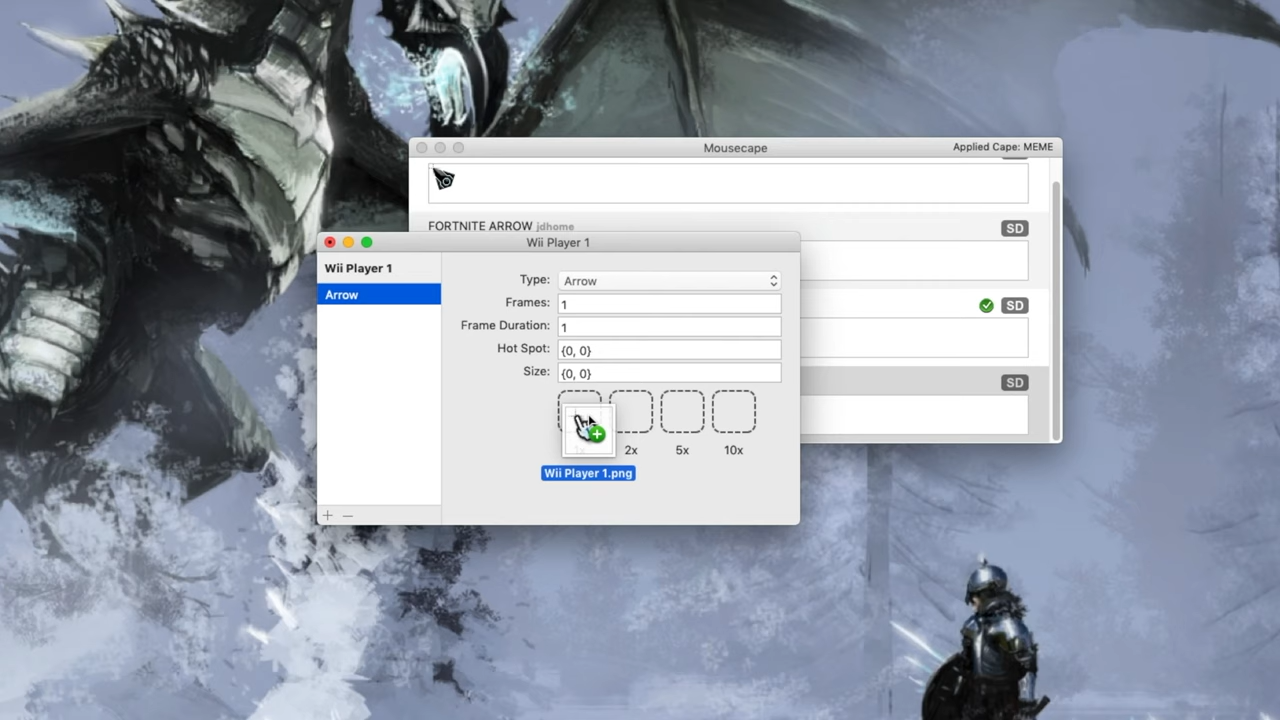 Mousecape
Applied Cape: MEME
FORTNITE ARROW jdhome
SD
Wii Player 1
Wii Player 1
Arrow
Type: Arrow
Frames: 1
Frame Duration: 1
Hot Spot: {0, 0}
Size: {0, 0}
SD
SD
2x 5x 10x
Wii Player 1.png